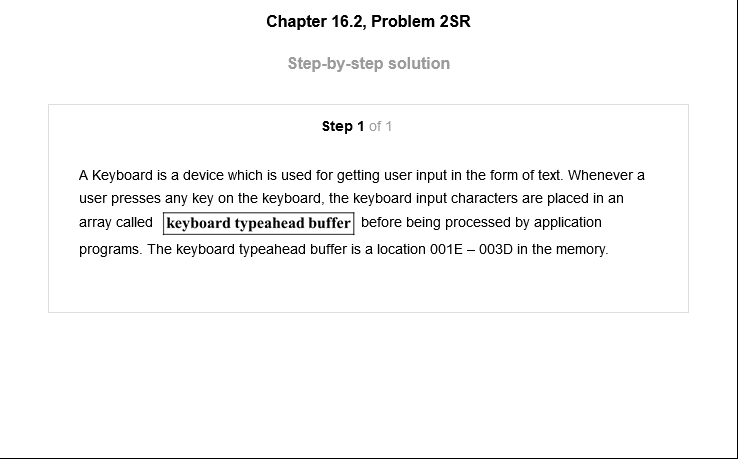 Chapter 16.2, Problem 2SR
Step-by-step solution
Step 1 of 1
A Keyboard is a device which is used for getting user input in the form of text. Whenever a
user presses any key on the keyboard, the keyboard input characters are placed in an
array called keyboard typeahead buffer before being processed by application
programs. The keyboard typeahead buffer is a location 001E – 003D in the memory.